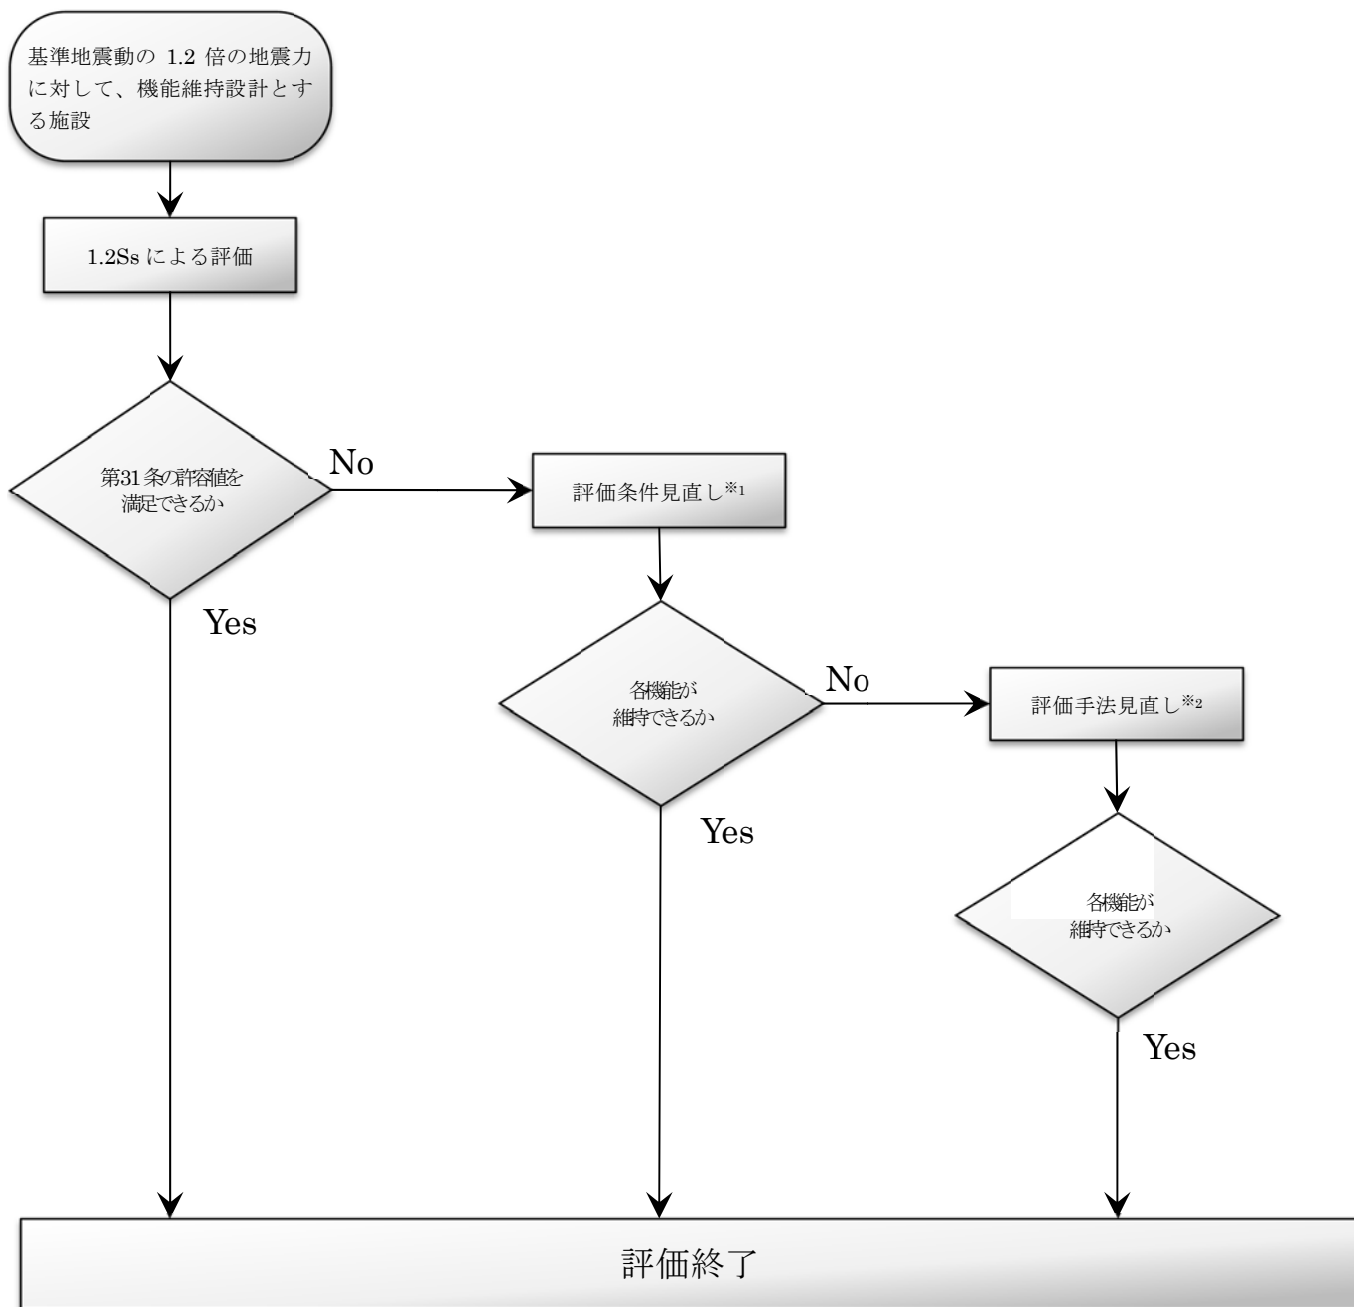 基準地震動の 1.2 倍の地震力
に対して、機能維持設計とす
る施設
1.2Ss による評価
第31条の許容値を
満足できるか
No
評価条件見直し※1
Yes
各機能が
維持できるか
No
評価手法見直し※2
Yes
各機能が
維持できるか
Yes
評価終了